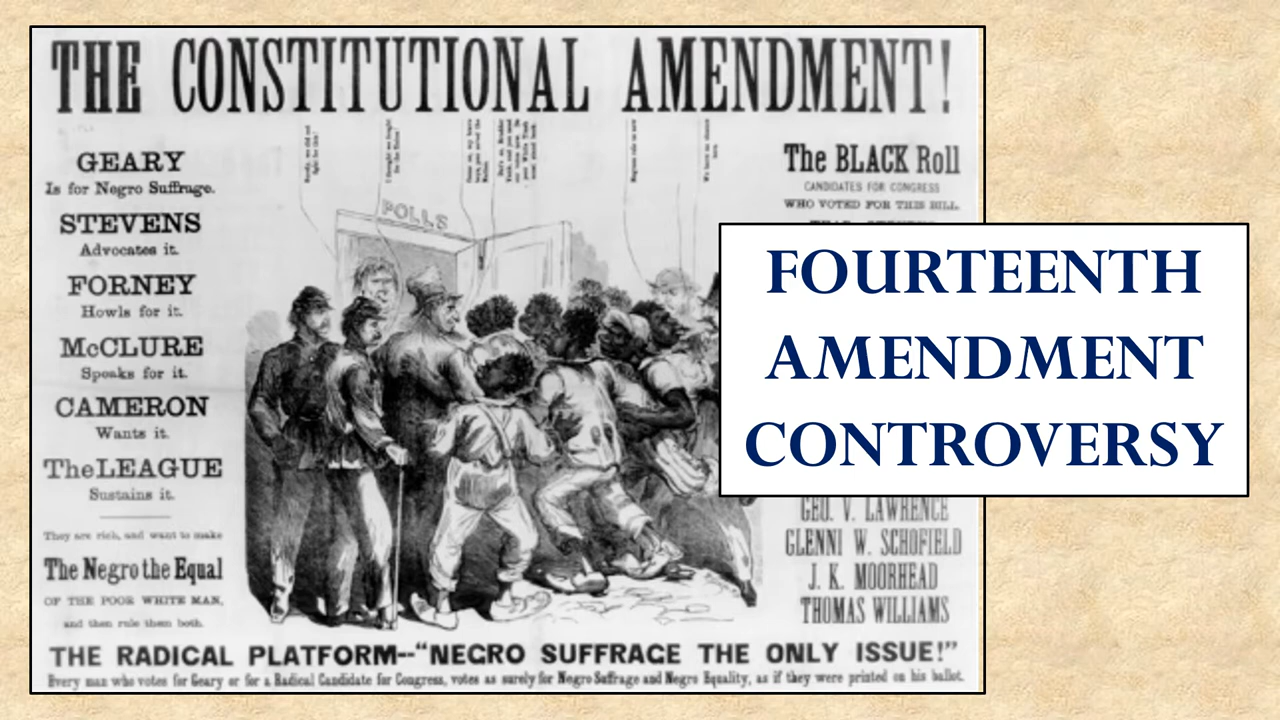 THE CONSTITUTIONAL AMENDMENT!
GEARY
Is for Negro Suffrage.
STEVENS
Advocates it.
FORNEY
Howls for it.
McCLURE
Speaks for it.
CAMERON
Wants it.
The LEAGUE
Sustains it.
They are rich, and want to make
The Negro the Equal
OF THE POOR WHITE MAN,
and then rule them both.
POLLS
The BLACK Roll
CANDIDATES FOR CONGRESS
WHO VOTED FOR THIS BILL.
GEO. V. LAWRENCE
GLENNI W. SCHOFIELD
J. K. MOORHEAD
THOMAS WILLIAMS
THE RADICAL PLATFORM--"NEGRO SUFFRAGE THE ONLY ISSUE!"
Every man who votes for Geary or for a Radical Candidate for Congress, votes as surely for Negro Suffrage and Negro Equality, as if they were printed on his ballot.
FOURTEENTH
AMENDMENT
CONTROVERSY